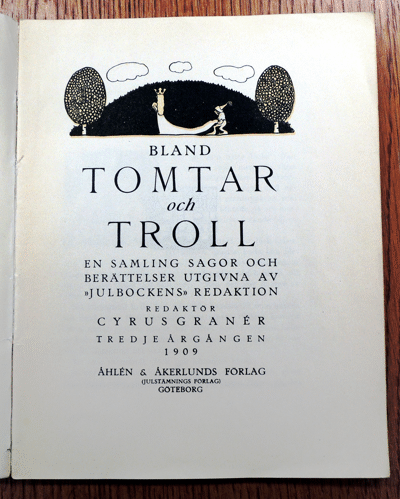 BLAND
TOMTAR
och
TROLL
EN SAMLING SAGOR OCH
BERÄTTELSER UTGIVNA AV
»JULBOCKENS» REDAKTION
REDAKTÖR
CYRUS GRANÉR
TREDJE ÅRGÅNGEN
1909
ÅHLÉN & ÅKERLUNDS FÖRLAG
(JULSTÄMNINGS FÖRLAG)
GÖTEBORG